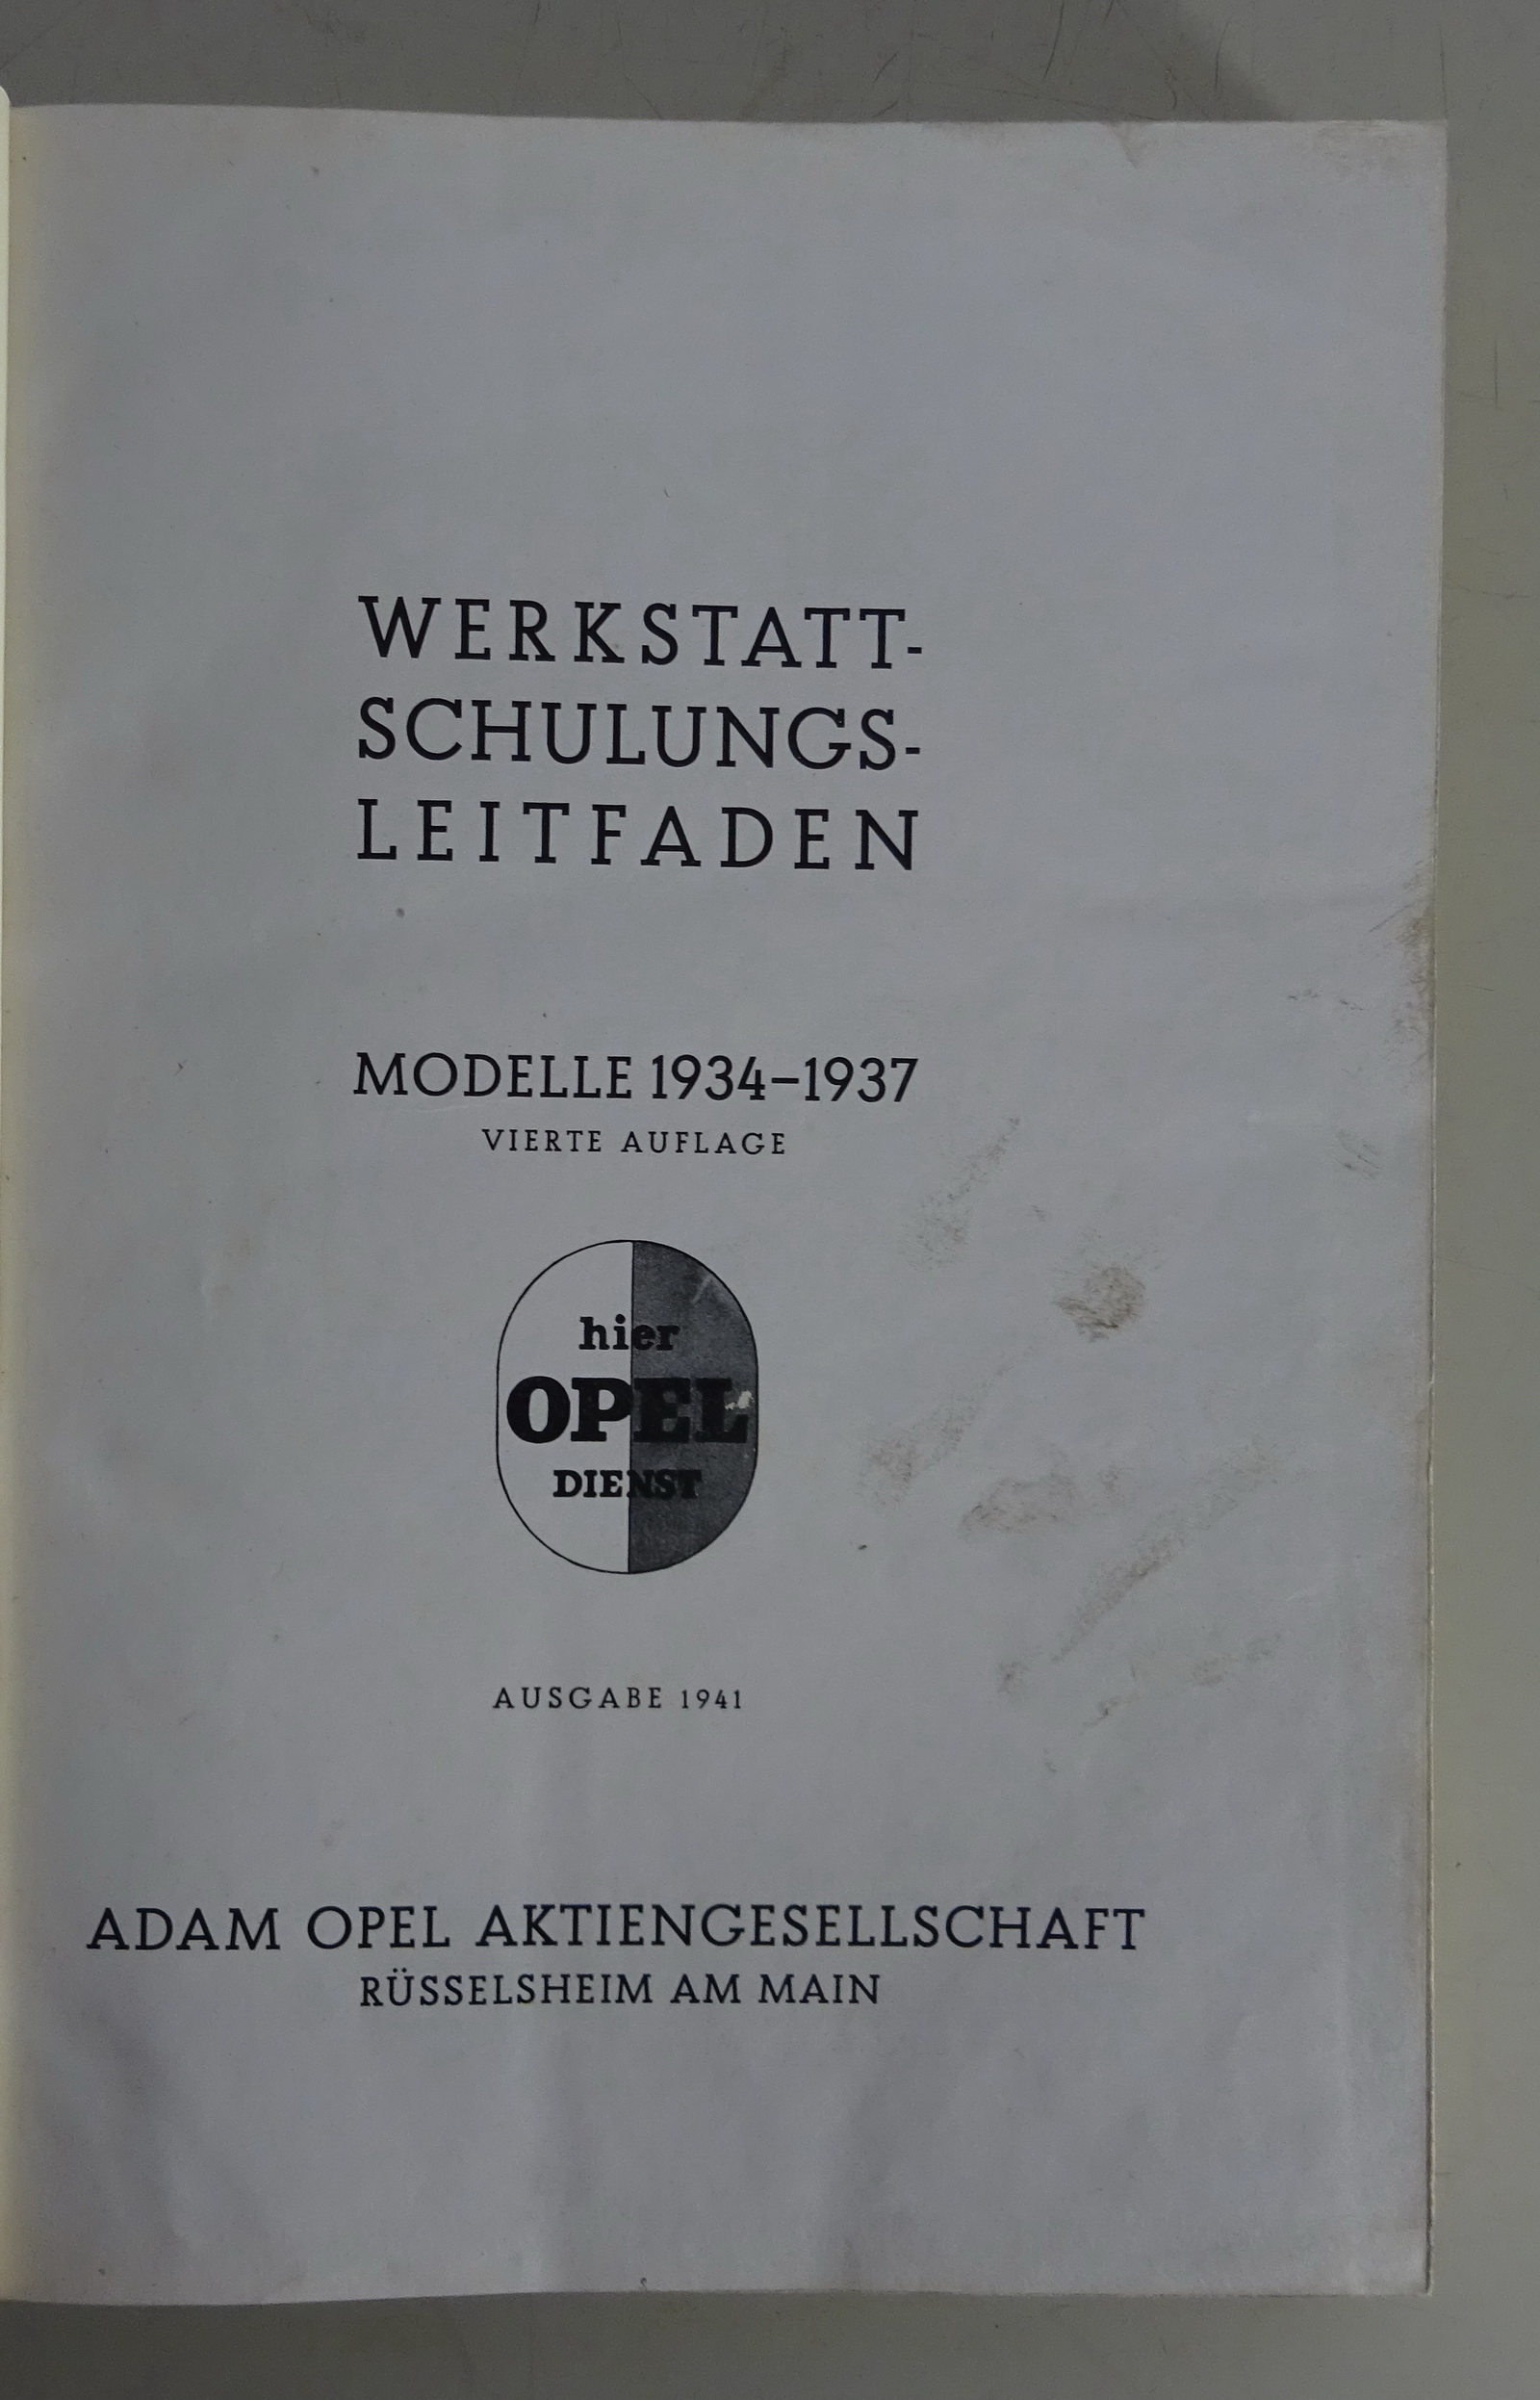 WERKSTATT-
SCHULUNGS-
LEITFADEN
MODELLE 1934–1937
VIERTE AUFLAGE
hier
OPEL
DIENST
AUSGABE 1941
ADAM OPEL AKTIENGESELLSCHAFT
RÜSSELSHEIM AM MAIN